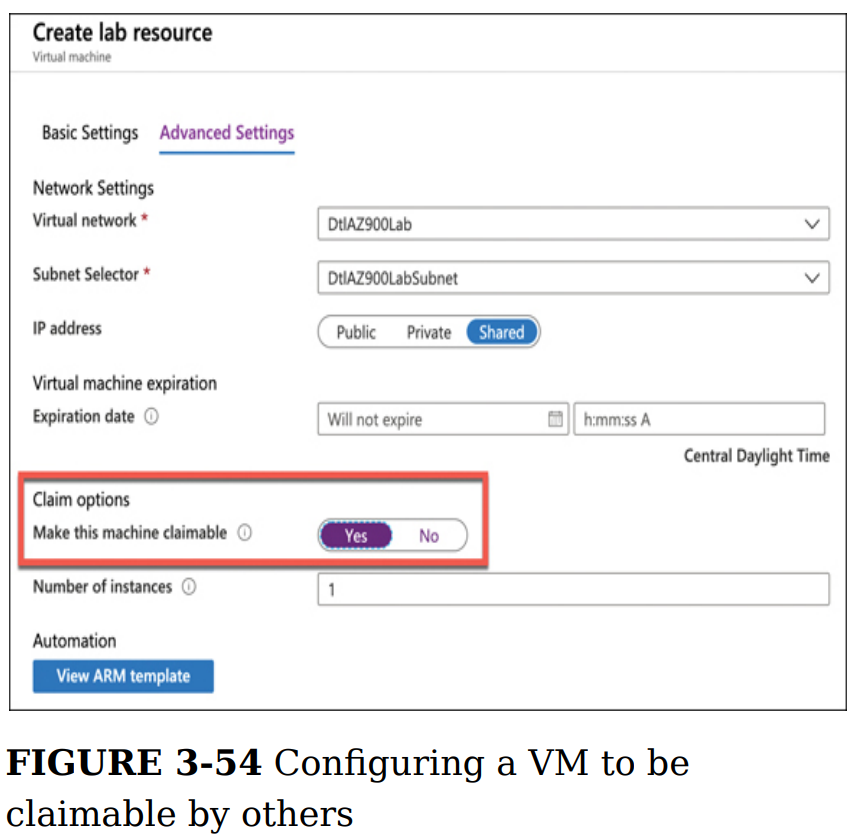 Create lab resource
Virtual machine
Basic Settings Advanced Settings
Network Settings
Virtual network * DtlAZ900Lab
Subnet Selector * DtlAZ900LabSubnet
IP address Public Private Shared
Virtual machine expiration
Expiration date Will not expire h:mm:ss A
Central Daylight Time
Claim options
Make this machine claimable Yes No
Number of instances 1
Automation
View ARM template
FIGURE 3-54 Configuring a VM to be
claimable by others